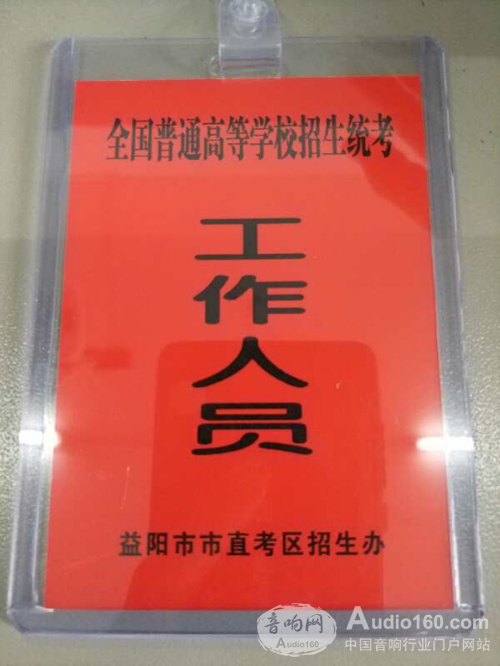 全国普通高等学校招生统考
工作人员
益阳市市直考区招生办
音响网
Audio160.com
中国音响行业门户网站